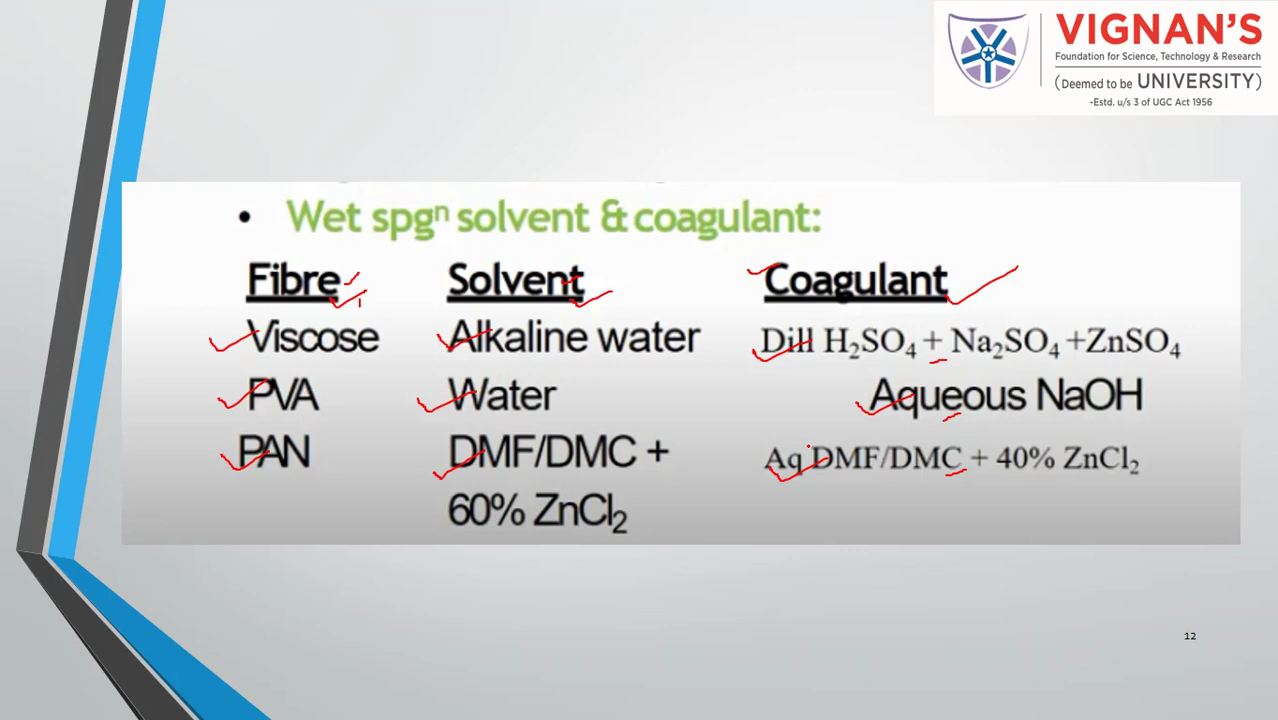 VIGNAN'S
Foundation for Science, Technology & Research
(Deemed to be UNIVERSITY)
-Estd. u/s 3 of UGC Act 1956
• Wet spgⁿ solvent & coagulant:
Fibre Solvent Coagulant
Viscose Alkaline water Dill H₂SO₄ + Na₂SO₄ +ZnSO₄
PVA Water Aqueous NaOH
PAN DMF/DMC + Aq DMF/DMC + 40% ZnCl₂
60% ZnCl₂
12